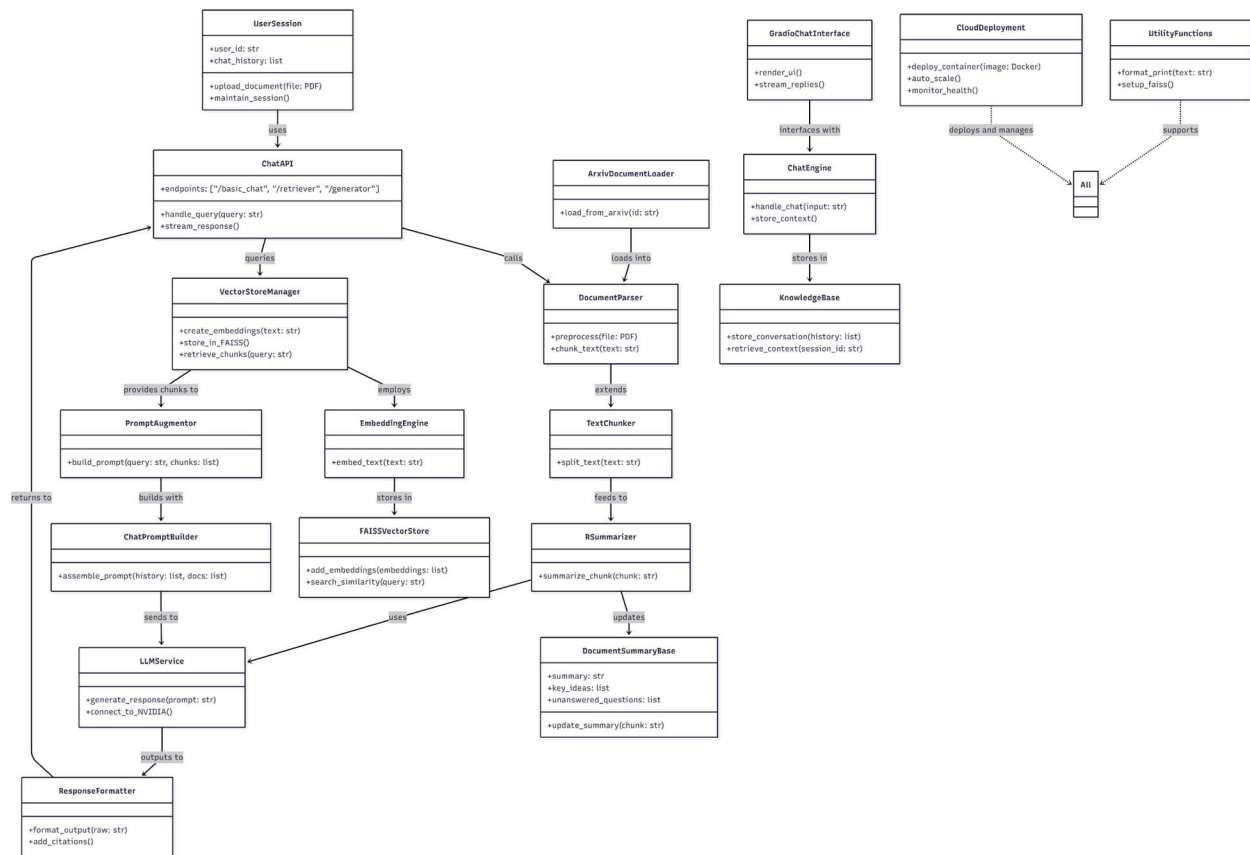 UserSession
+user_id: str
+chat_history: list
+upload_document(file: PDF)
+maintain_session()
uses
ChatAPI
+endpoints: ["/basic_chat", "/retriever", "/generator"]
+handle_query(query: str)
+stream_response()
queries
calls
VectorStoreManager
+create_embeddings(text: str)
+store_in_FAISS()
+retrieve_chunks(query: str)
provides chunks to
employs
PromptAugmentor
+build_prompt(query: str, chunks: list)
builds with
EmbeddingEngine
+embed_text(text: str)
stores in
returns to
ChatPromptBuilder
+assemble_prompt(history: list, docs: list)
sends to
FAISSVectorStore
+add_embeddings(embeddings: list)
+search_similarity(query: str)
LLMService
+generate_response(prompt: str)
+connect_to_NVIDIA()
outputs to
ResponseFormatter
+format_output(raw: str)
+add_citations()
ArxivDocumentLoader
+load_from_arxiv(id: str)
loads into
DocumentParser
+preprocess(file: PDF)
+chunk_text(text: str)
extends
TextChunker
+split_text(text: str)
feeds to
RSummarizer
+summarize_chunk(chunk: str)
uses
updates
DocumentSummaryBase
+summary: str
+key_ideas: list
+unanswered_questions: list
+update_summary(chunk: str)
GradioChatInterface
+render_ui()
+stream_replies()
interfaces with
ChatEngine
+handle_chat(input: str)
+store_context()
stores in
KnowledgeBase
+store_conversation(history: list)
+retrieve_context(session_id: str)
CloudDeployment
+deploy_container(image: Docker)
+auto_scale()
+monitor_health()
deploys and manages
UtilityFunctions
+format_print(text: str)
+setup_faiss()
supports
All